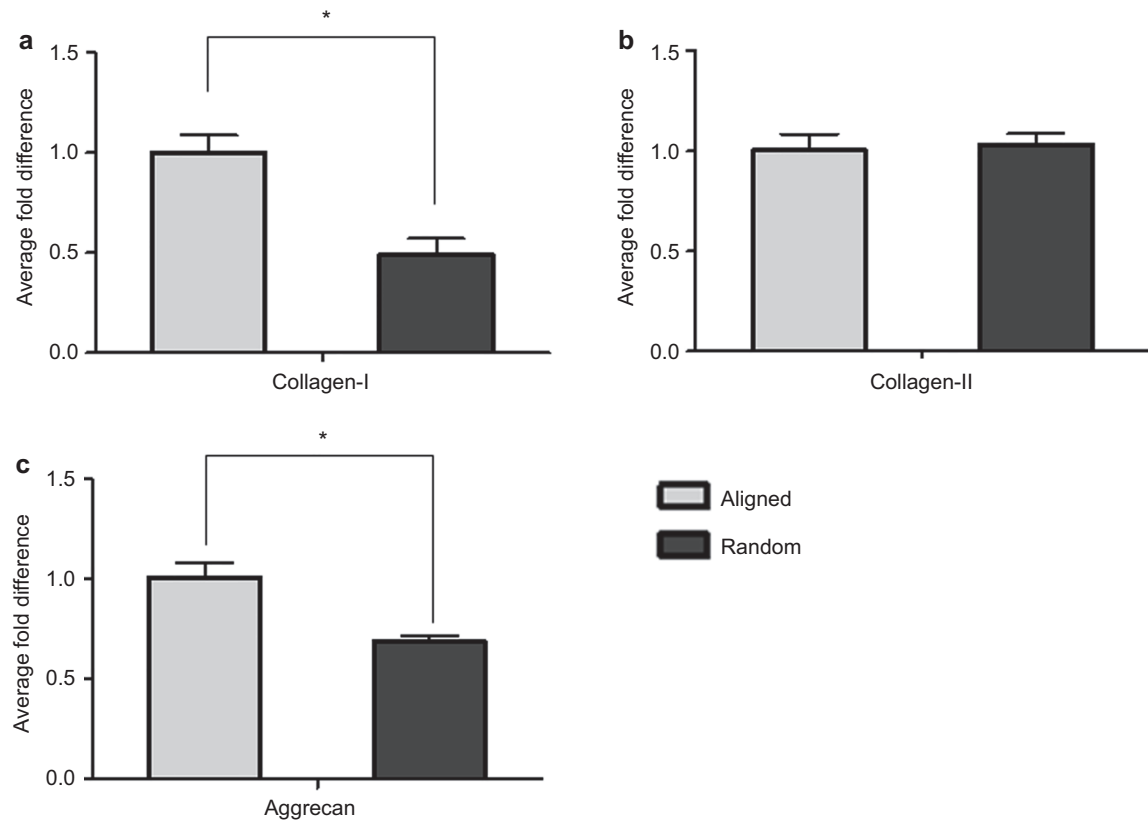 a
*
1.5
1.0
0.5
0.0
Average fold difference
Collagen-I
b
1.5
1.0
0.5
0.0
Average fold difference
Collagen-II
c
*
1.5
1.0
0.5
0.0
Average fold difference
Aggrecan
Aligned
Random